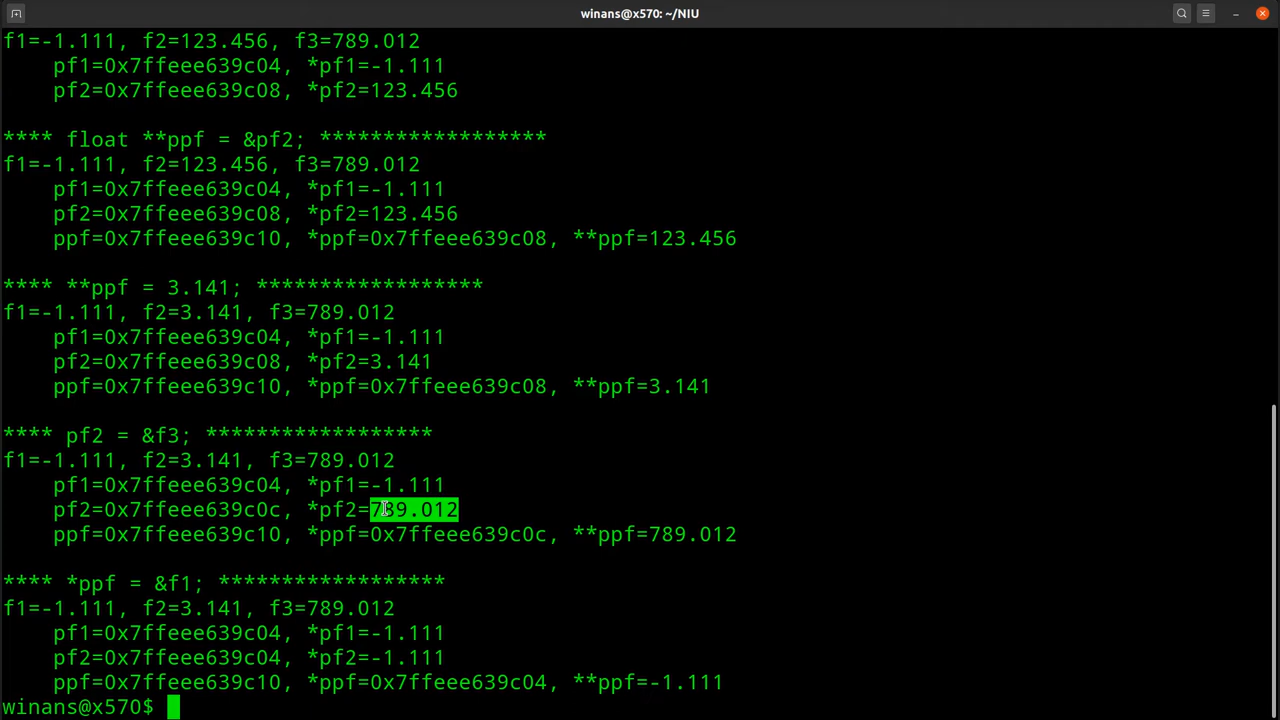 winans@x570: ~/NIU
f1=-1.111, f2=123.456, f3=789.012
pf1=0x7ffeee639c04, *pf1=-1.111
pf2=0x7ffeee639c08, *pf2=123.456
**** float **ppf = &pf2; ******************
f1=-1.111, f2=123.456, f3=789.012
pf1=0x7ffeee639c04, *pf1=-1.111
pf2=0x7ffeee639c08, *pf2=123.456
ppf=0x7ffeee639c10, *ppf=0x7ffeee639c08, **ppf=123.456
**** **ppf = 3.141; ******************
f1=-1.111, f2=3.141, f3=789.012
pf1=0x7ffeee639c04, *pf1=-1.111
pf2=0x7ffeee639c08, *pf2=3.141
ppf=0x7ffeee639c10, *ppf=0x7ffeee639c08, **ppf=3.141
**** pf2 = &f3; ******************
f1=-1.111, f2=3.141, f3=789.012
pf1=0x7ffeee639c04, *pf1=-1.111
pf2=0x7ffeee639c0c, *pf2=789.012
ppf=0x7ffeee639c10, *ppf=0x7ffeee639c0c, **ppf=789.012
**** *ppf = &f1; ******************
f1=-1.111, f2=3.141, f3=789.012
pf1=0x7ffeee639c04, *pf1=-1.111
pf2=0x7ffeee639c04, *pf2=-1.111
ppf=0x7ffeee639c10, *ppf=0x7ffeee639c04, **ppf=-1.111
winans@x570$